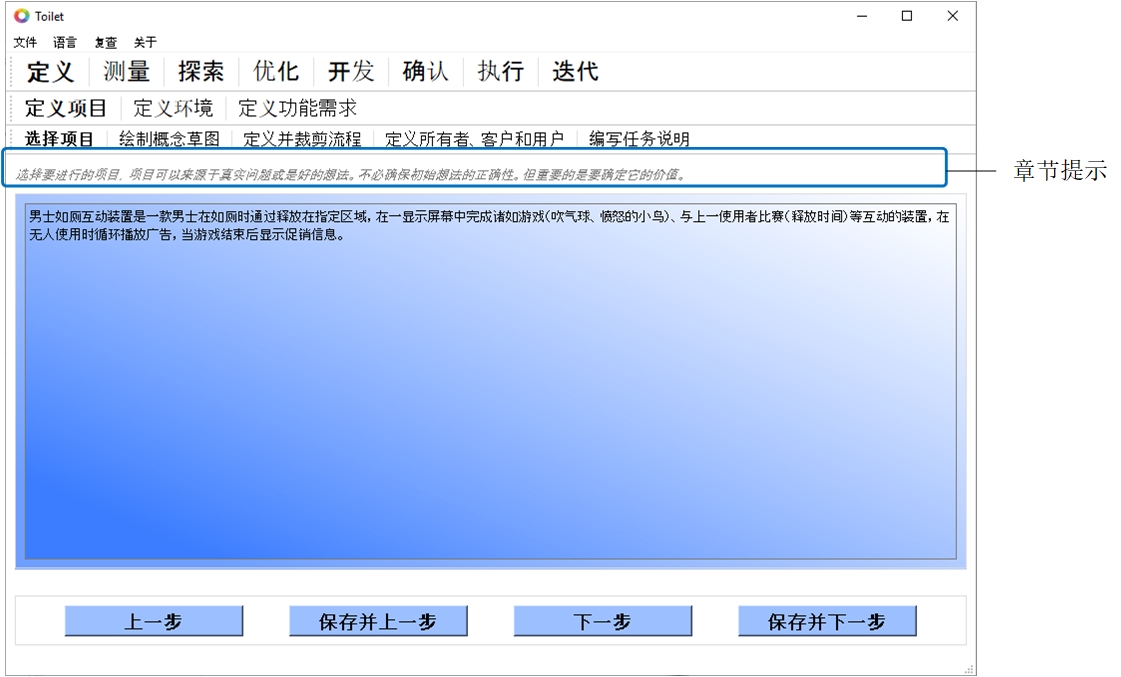 Toilet
文件 语言 复查 关于
定义 测量 探索 优化 开发 确认 执行 迭代
定义项目 定义环境 定义功能需求
选择项目 绘制概念草图 定义并裁剪流程 定义所有者、客户和用户 编写任务说明
选择要进行的项目，项目可以来源于真实问题或是好的想法。不必确保初始想法的正确性。但重要的是要确定它的价值。
章节提示
男士如厕互动装置是一款男士在如厕时通过释放在指定区域，在一显示屏幕中完成诸如游戏(吹气球、愤怒的小鸟)、与上一使用者比赛(释放时间)等互动的装置，在
无人使用时循环播放广告，当游戏结束后显示促销信息。
上一步 保存并上一步 下一步 保存并下一步